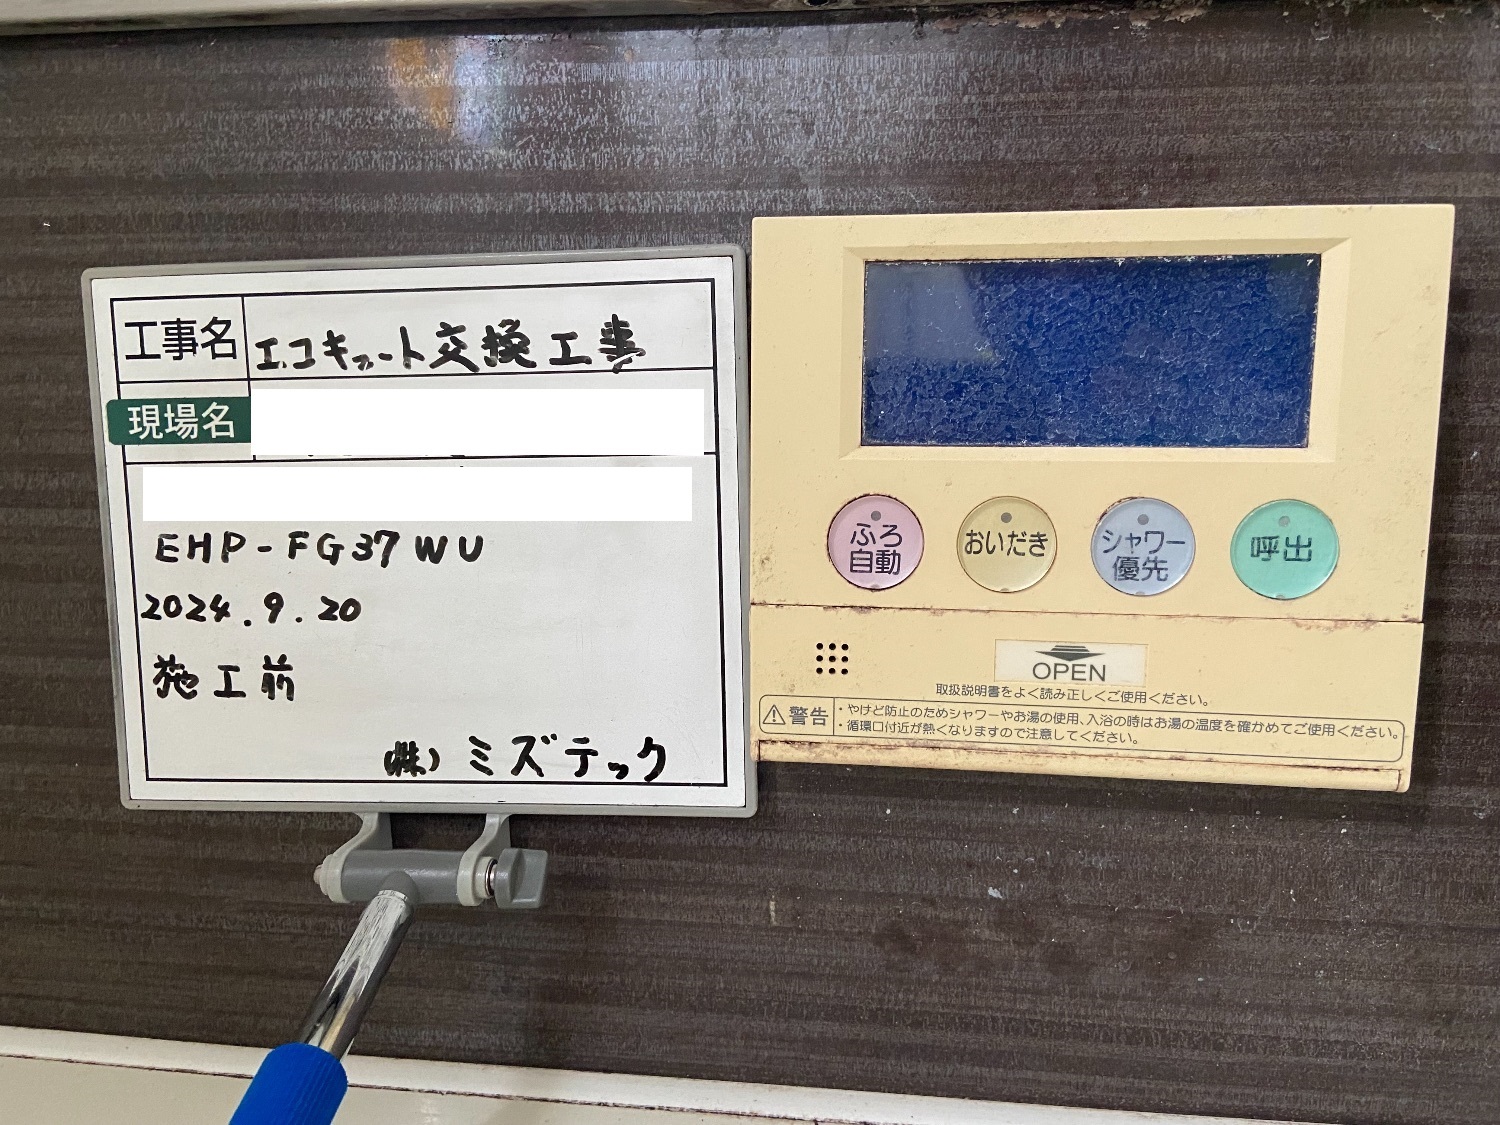 工事名 エコキュート交換工事
現場名
EHP-FG37WU
2024.9.20
施工前
(株)ミズテック
ふろ
自動
おいだき
シャワー
優先
呼出
OPEN
取扱説明書をよく読み正しくご使用ください。
警告
・やけど防止のためシャワーやお湯の使用、入浴の時はお湯の温度を確かめてご使用ください。
・循環口付近が熱くなりますので注意してください。